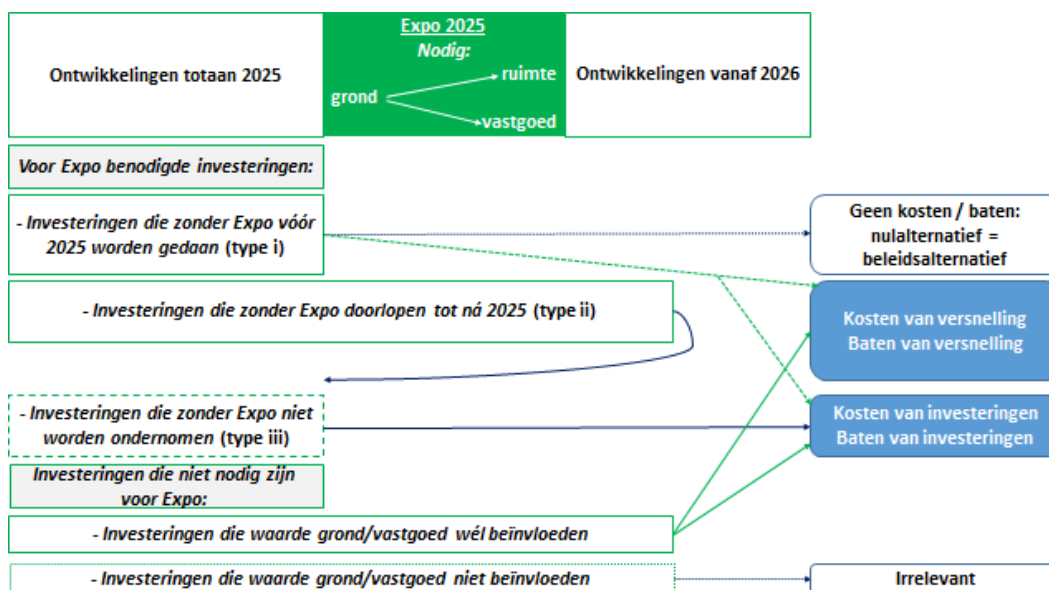 Expo 2025
Nodig:
Ontwikkelingen totaan 2025
ruimte
Ontwikkelingen vanaf 2026
grond
vastgoed
Voor Expo benodigde investeringen:
- Investeringen die zonder Expo vóór
2025 worden gedaan (type i)
Geen kosten / baten:
nulalternatief =
beleidsalternatief
- Investeringen die zonder Expo doorlopen tot ná 2025 (type ii)
Kosten van versnelling
Baten van versnelling
- Investeringen die zonder Expo niet
worden ondernomen (type iii)
Kosten van investeringen
Baten van investeringen
Investeringen die niet nodig zijn
voor Expo:
- Investeringen die waarde grond/vastgoed wél beïnvloeden
- Investeringen die waarde grond/vastgoed niet beïnvloeden
Irrelevant